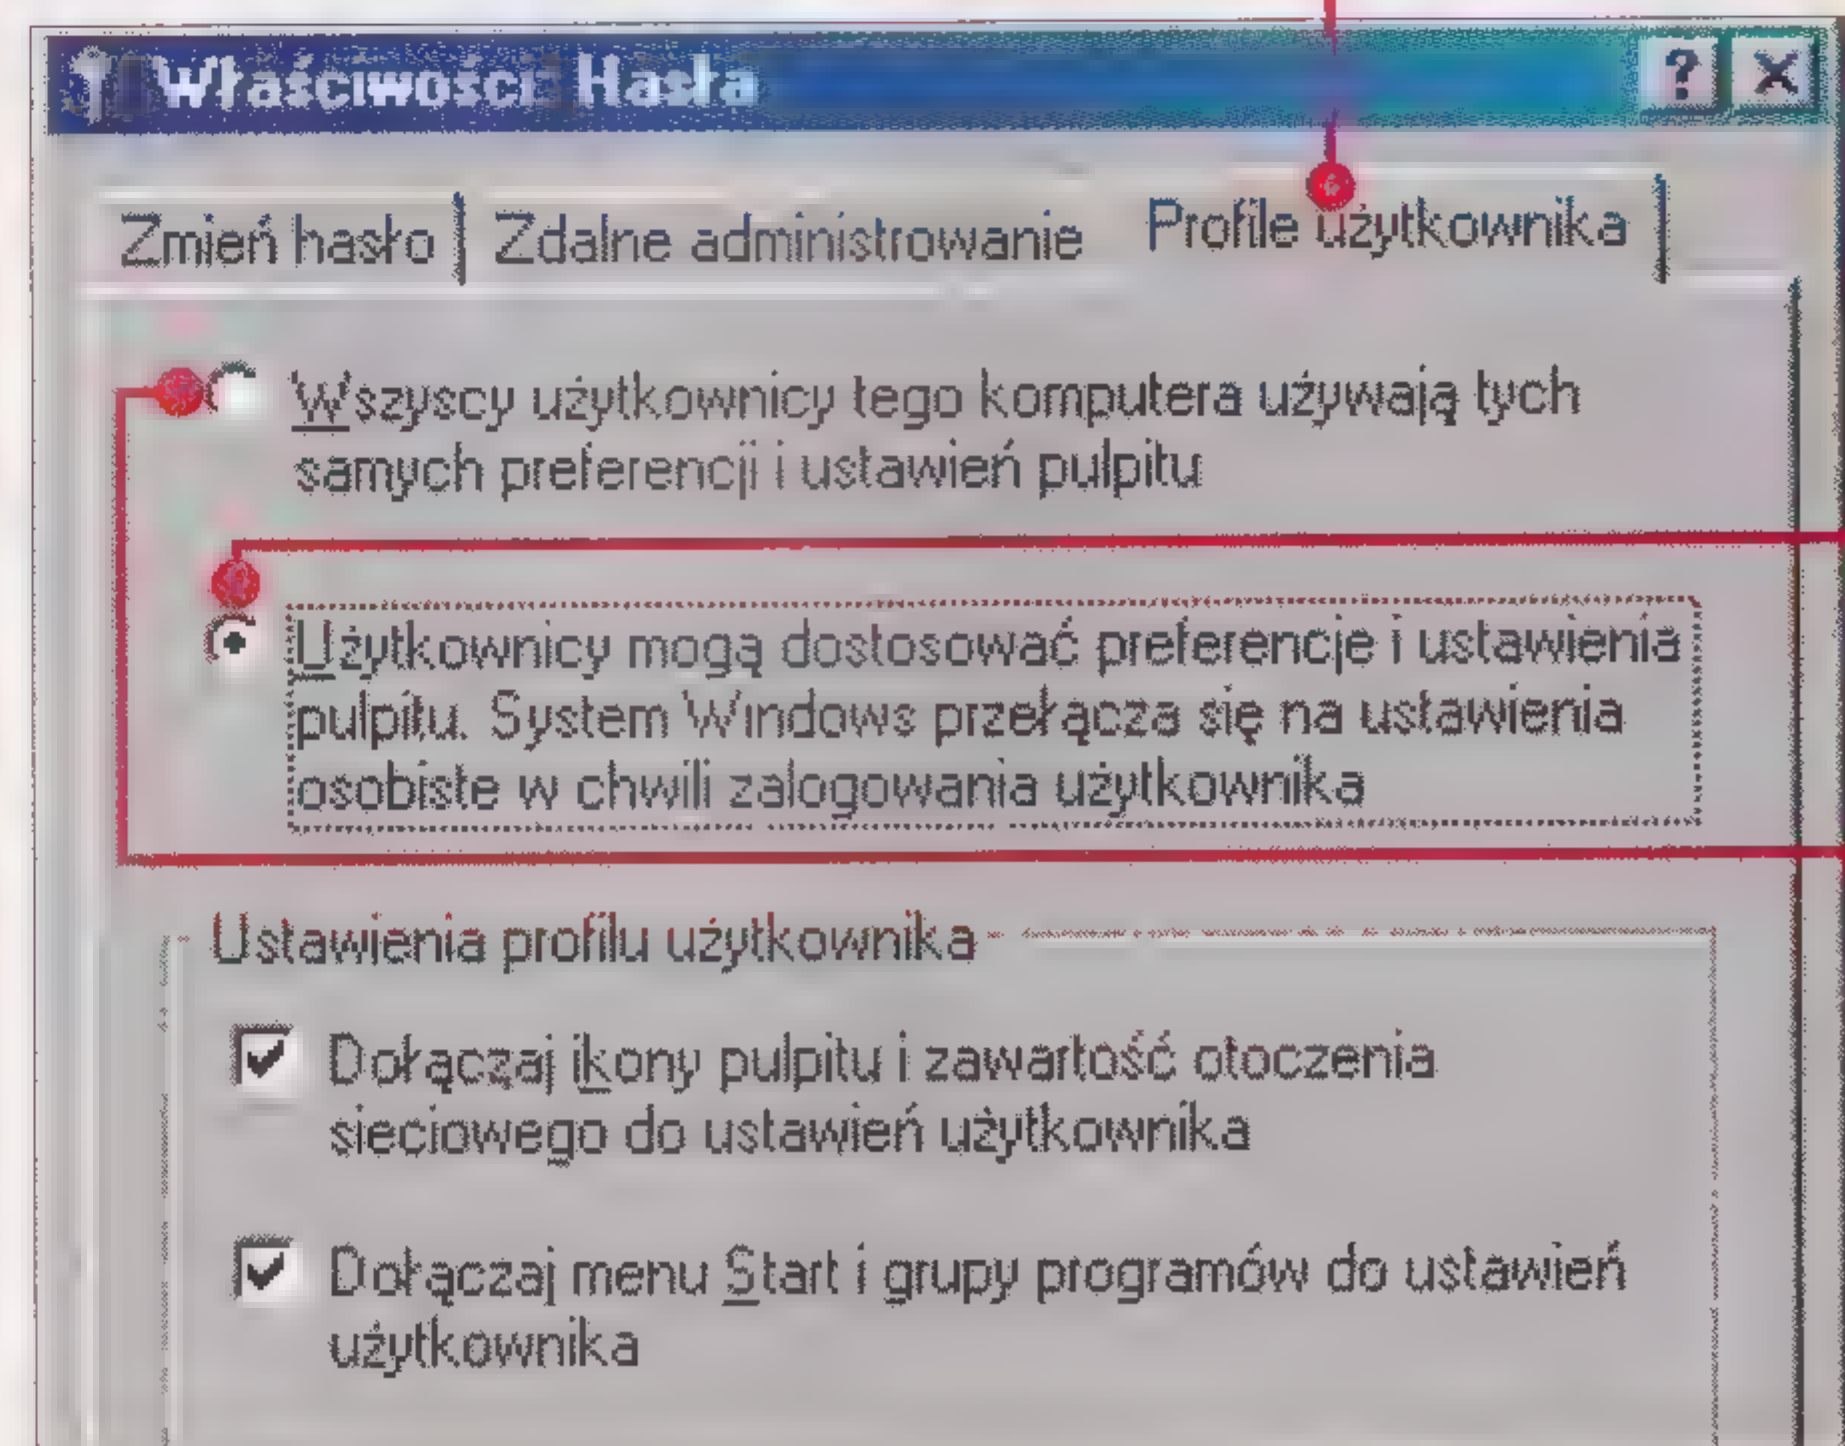 Właściwości: Hasła
Zmień hasło
Zdalne administrowanie
Profile użytkownika
Wszyscy użytkownicy tego komputera używają tych
samych preferencji i ustawień pulpitu
Użytkownicy mogą dostosować preferencje i ustawienia
pulpitu. System Windows przełącza się na ustawienia
osobiste w chwili zalogowania użytkownika
Ustawienia profilu użytkownika
Dołączaj ikony pulpitu i zawartość otoczenia
sieciowego do ustawień użytkownika
Dołączaj menu Start i grupy programów do ustawień
użytkownika